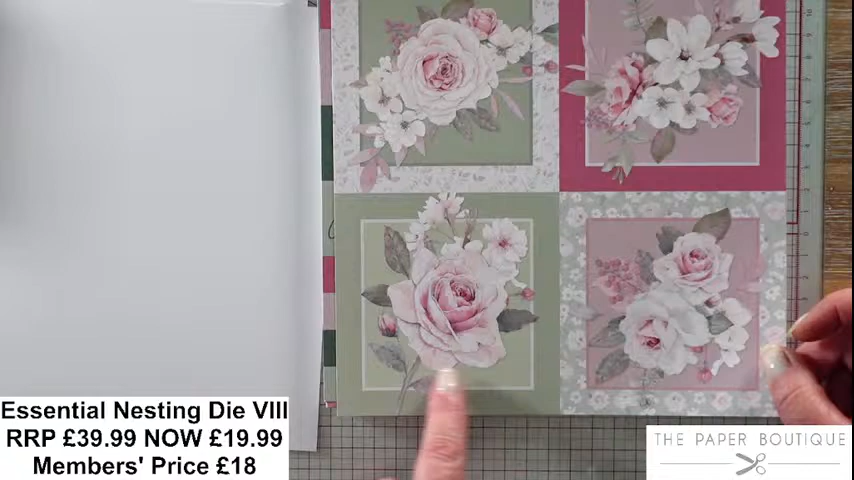 Essential Nesting Die VIII
RRP £39.99 NOW £19.99
Members' Price £18
THE PAPER BOUTIQUE